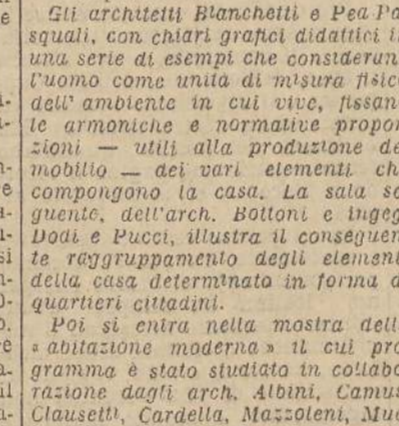 Gli architetti Bianchetti e Pea Pa
squali, con chiari grafici didattici i
una serie di esempi che consideran
l'uomo come unità di misura fisic
dell' ambiente in cui vive, fissan
le armoniche e normative propor
zioni — utili alla produzione de
mobilio — dei vari elementi ch
compongono la casa. La sala se
guente, dell'arch. Bottoni e ingeg
Dodi e Pucci, illustra il conseguen
te raggruppamento degli element
della casa determinato in forma d
quartieri cittadini.
Poi si entra nella mostra dell
« abitazione moderna » il cui pro
gramma è stato studiato in collabo
razione dagli arch. Albini, Camus
Clausetti, Cardella, Mazzoleni, Muc